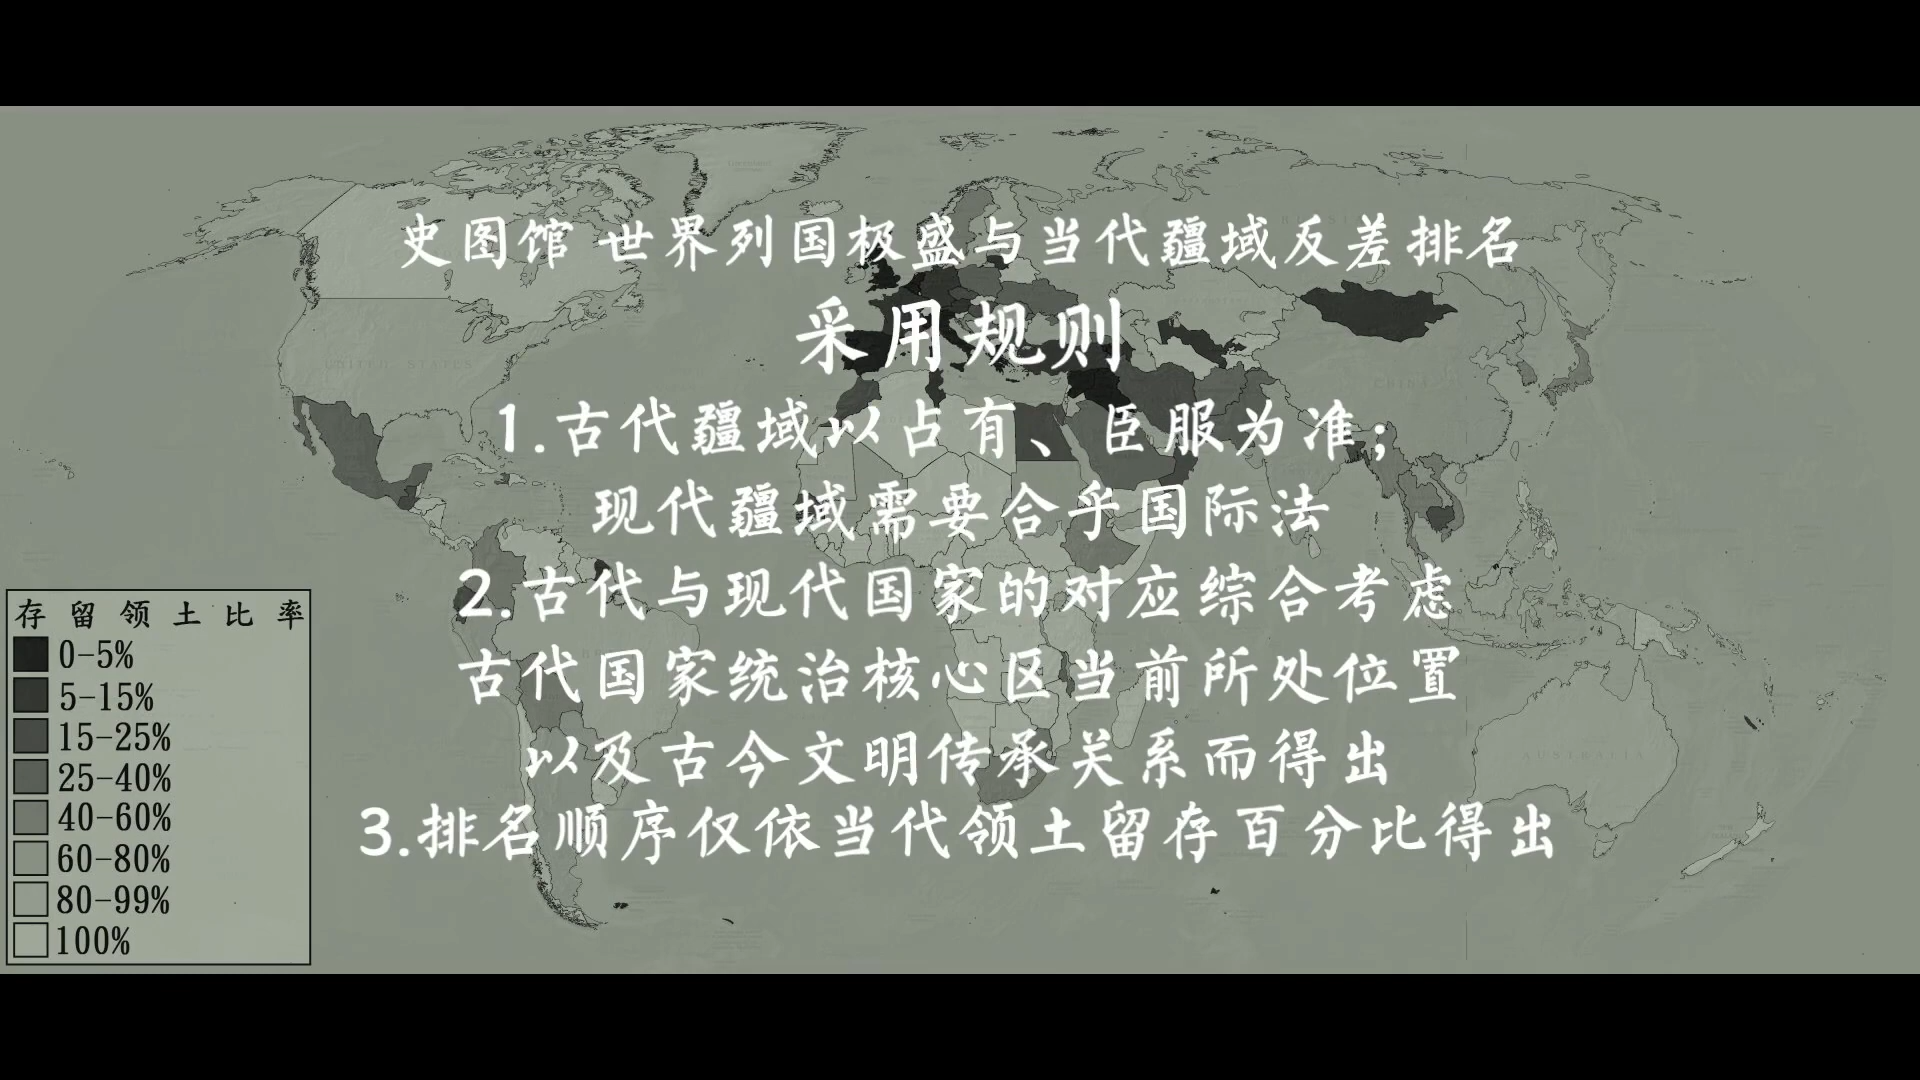 史图馆 世界列国极盛与当代疆域反差排名
采用规则
1.古代疆域以占有、臣服为准;
现代疆域需要合乎国际法
2.古代与现代国家的对应综合考虑
古代国家统治核心区当前所处位置
以及古今文明传承关系而得出
3.排名顺序仅依当代领土留存百分比得出
存留领土比率
0-5%
5-15%
15-25%
25-40%
40-60%
60-80%
80-99%
100%
UNITED STATES
CHINA
AUSTRALIA